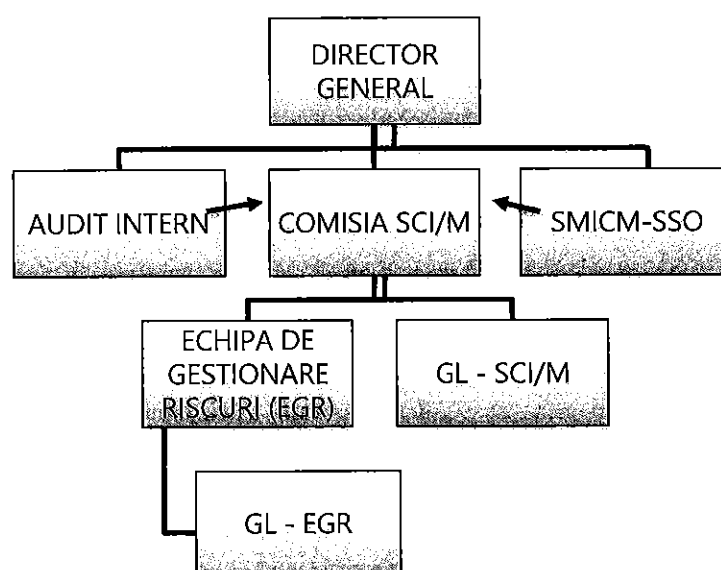 DIRECTOR
GENERAL
AUDIT INTERN
COMISIA SCI/M
SMICM-SSO
ECHIPA DE
GESTIONARE
RISCURI (EGR)
GL - SCI/M
GL - EGR